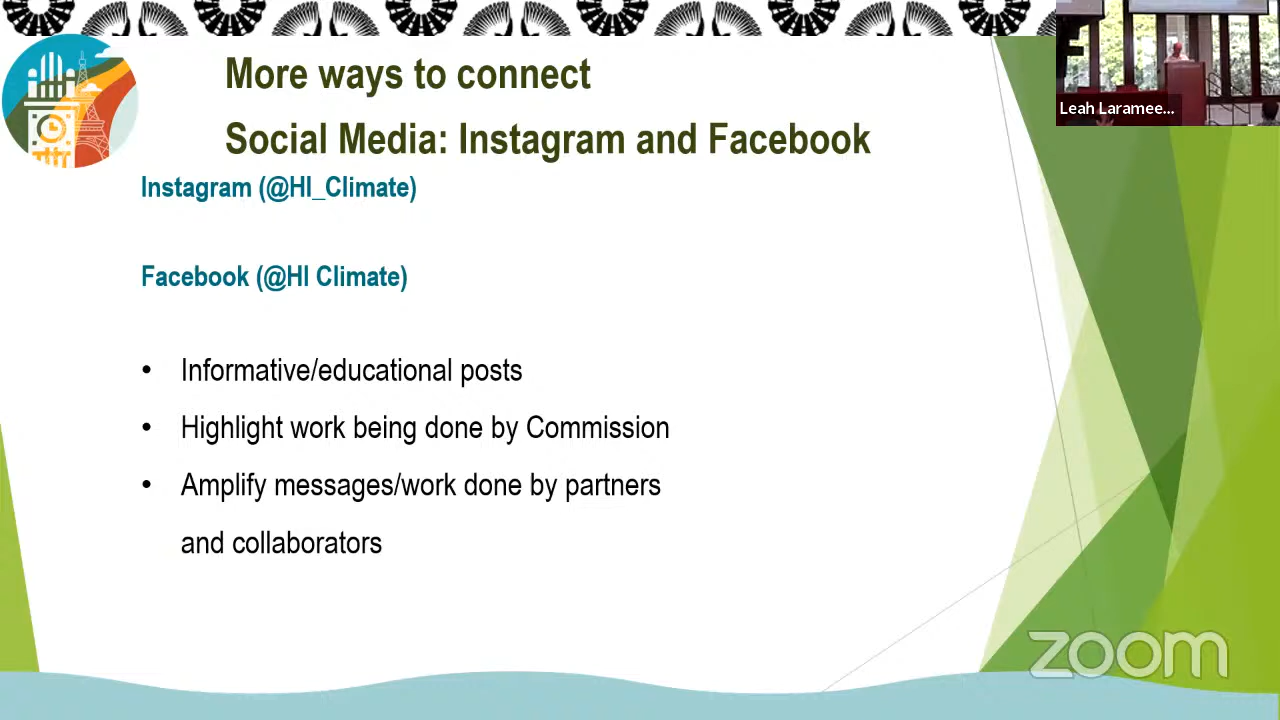 More ways to connect
Social Media: Instagram and Facebook
Instagram (@HI_Climate)
Facebook (@HI Climate)
• Informative/educational posts
• Highlight work being done by Commission
• Amplify messages/work done by partners
and collaborators
Leah Laramee...
zoom